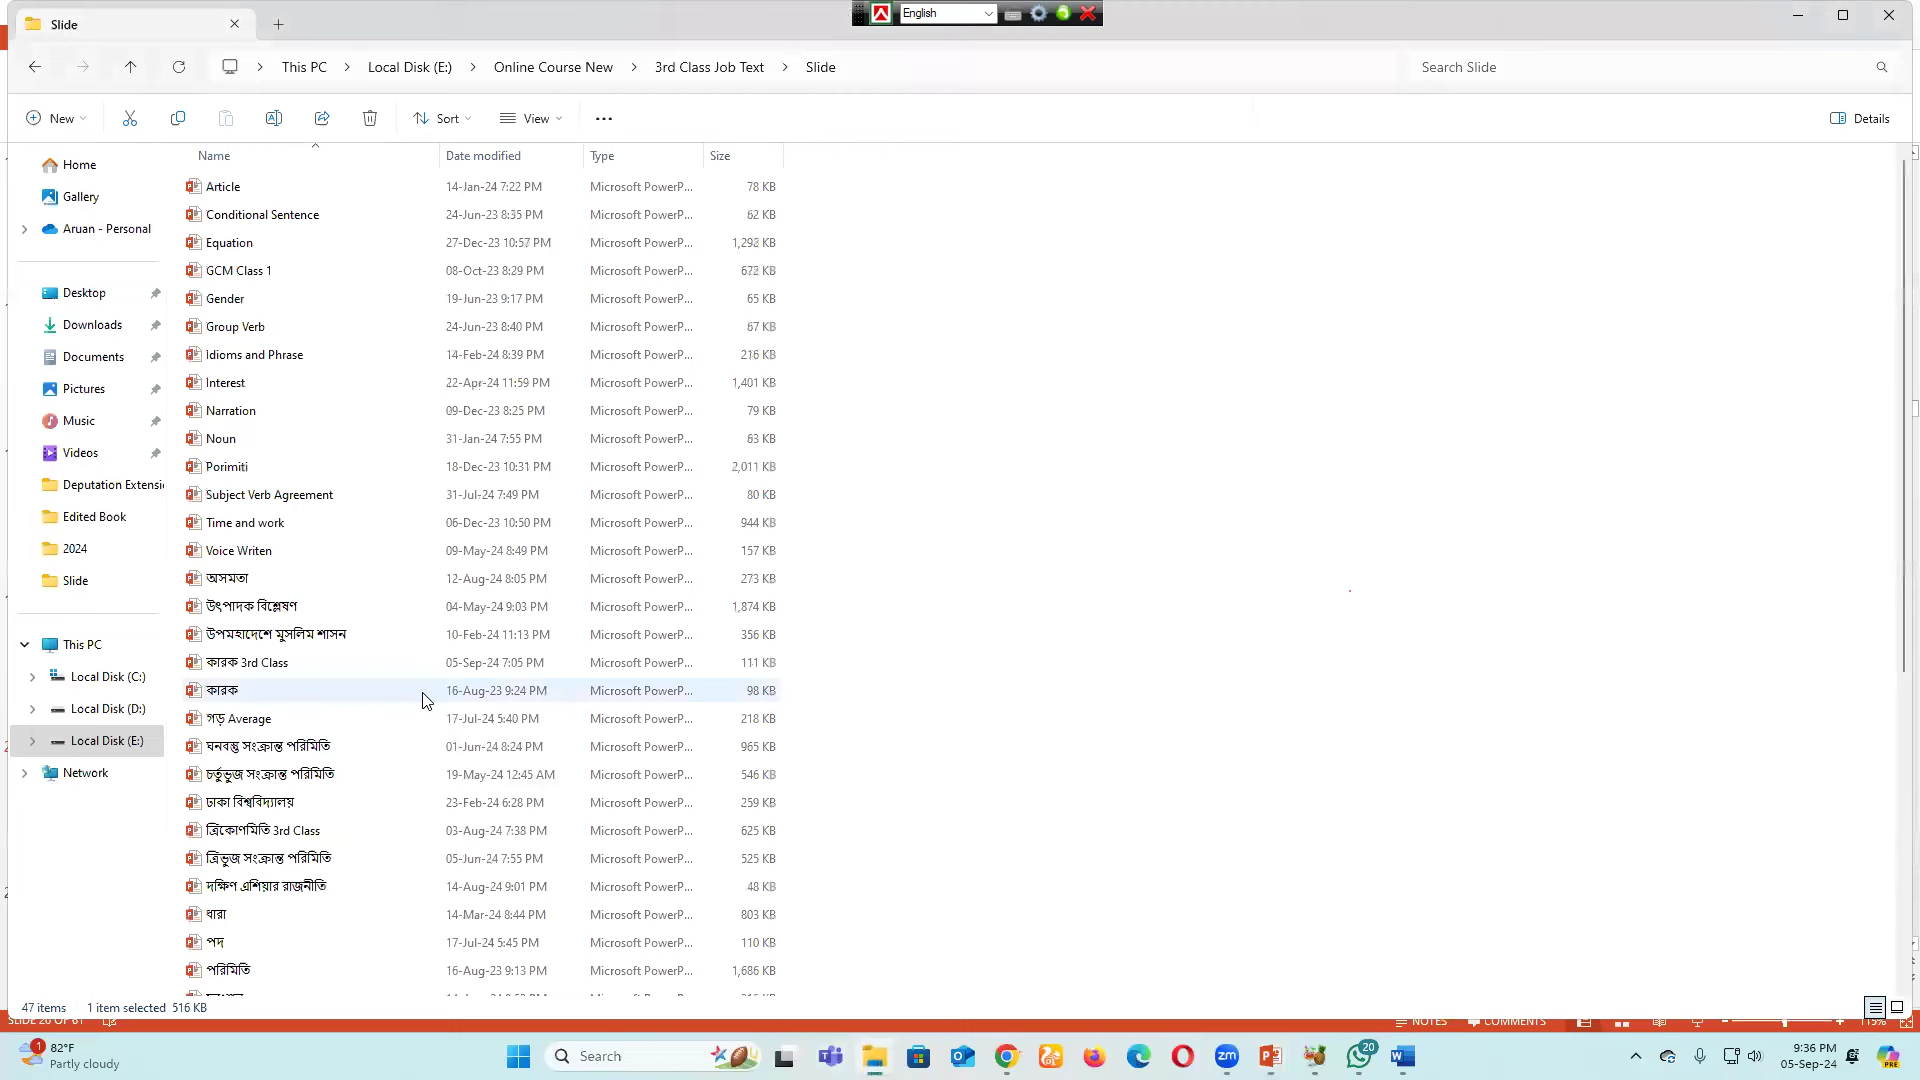 Slide
English
This PC > Local Disk (E:) > Online Course New > 3rd Class Job Text > Slide
Search Slide
New
Sort
View
Details
Name Date modified Type Size
Home
Gallery
Aruan - Personal
Desktop
Downloads
Documents
Pictures
Music
Videos
Deputation Extensi
Edited Book
2024
Slide
This PC
Local Disk (C:)
Local Disk (D:)
Local Disk (E:)
Network
Article 14-Jan-24 7:22 PM Microsoft PowerP... 78 KB
Conditional Sentence 24-Jun-23 8:35 PM Microsoft PowerP... 62 KB
Equation 27-Dec-23 10:57 PM Microsoft PowerP... 1,292 KB
GCM Class 1 08-Oct-23 8:29 PM Microsoft PowerP... 672 KB
Gender 19-Jun-23 9:17 PM Microsoft PowerP... 65 KB
Group Verb 24-Jun-23 8:40 PM Microsoft PowerP... 67 KB
Idioms and Phrase 14-Feb-24 8:39 PM Microsoft PowerP... 216 KB
Interest 22-Apr-24 11:59 PM Microsoft PowerP... 1,401 KB
Narration 09-Dec-23 8:25 PM Microsoft PowerP... 79 KB
Noun 31-Jan-24 7:55 PM Microsoft PowerP... 63 KB
Porimiti 18-Dec-23 10:31 PM Microsoft PowerP... 2,011 KB
Subject Verb Agreement 31-Jul-24 7:49 PM Microsoft PowerP... 80 KB
Time and work 06-Dec-23 10:50 PM Microsoft PowerP... 944 KB
Voice Writen 09-May-24 8:49 PM Microsoft PowerP... 157 KB
অসমতা 12-Aug-24 8:05 PM Microsoft PowerP... 273 KB
উৎপাদক বিশ্লেষণ 04-May-24 9:03 PM Microsoft PowerP... 1,874 KB
উপমহাদেশে মুসলিম শাসন 10-Feb-24 11:13 PM Microsoft PowerP... 356 KB
কারক 3rd Class 05-Sep-24 7:05 PM Microsoft PowerP... 111 KB
কারক 16-Aug-23 9:24 PM Microsoft PowerP... 98 KB
গড় Average 17-Jul-24 5:40 PM Microsoft PowerP... 218 KB
ঘনবস্তু সংক্রান্ত পরিমিতি 01-Jun-24 8:24 PM Microsoft PowerP... 965 KB
চর্তুভুজ সংক্রান্ত পরিমিতি 19-May-24 12:45 AM Microsoft PowerP... 546 KB
ঢাকা বিশ্ববিদ্যালয় 23-Feb-24 6:28 PM Microsoft PowerP... 259 KB
ত্রিকোণমিতি 3rd Class 03-Aug-24 7:38 PM Microsoft PowerP... 625 KB
ত্রিভুজ সংক্রান্ত পরিমিতি 05-Jun-24 7:55 PM Microsoft PowerP... 525 KB
দক্ষিণ এশিয়ার রাজনীতি 14-Aug-24 9:01 PM Microsoft PowerP... 48 KB
ধারা 14-Mar-24 8:44 PM Microsoft PowerP... 803 KB
পদ 17-Jul-24 5:45 PM Microsoft PowerP... 110 KB
পরিমিতি 16-Aug-23 9:13 PM Microsoft PowerP... 1,686 KB
47 items 1 item selected 516 KB
NOTES COMMENTS 115%
82°F
Partly cloudy
Search
20
9:36 PM
05-Sep-24